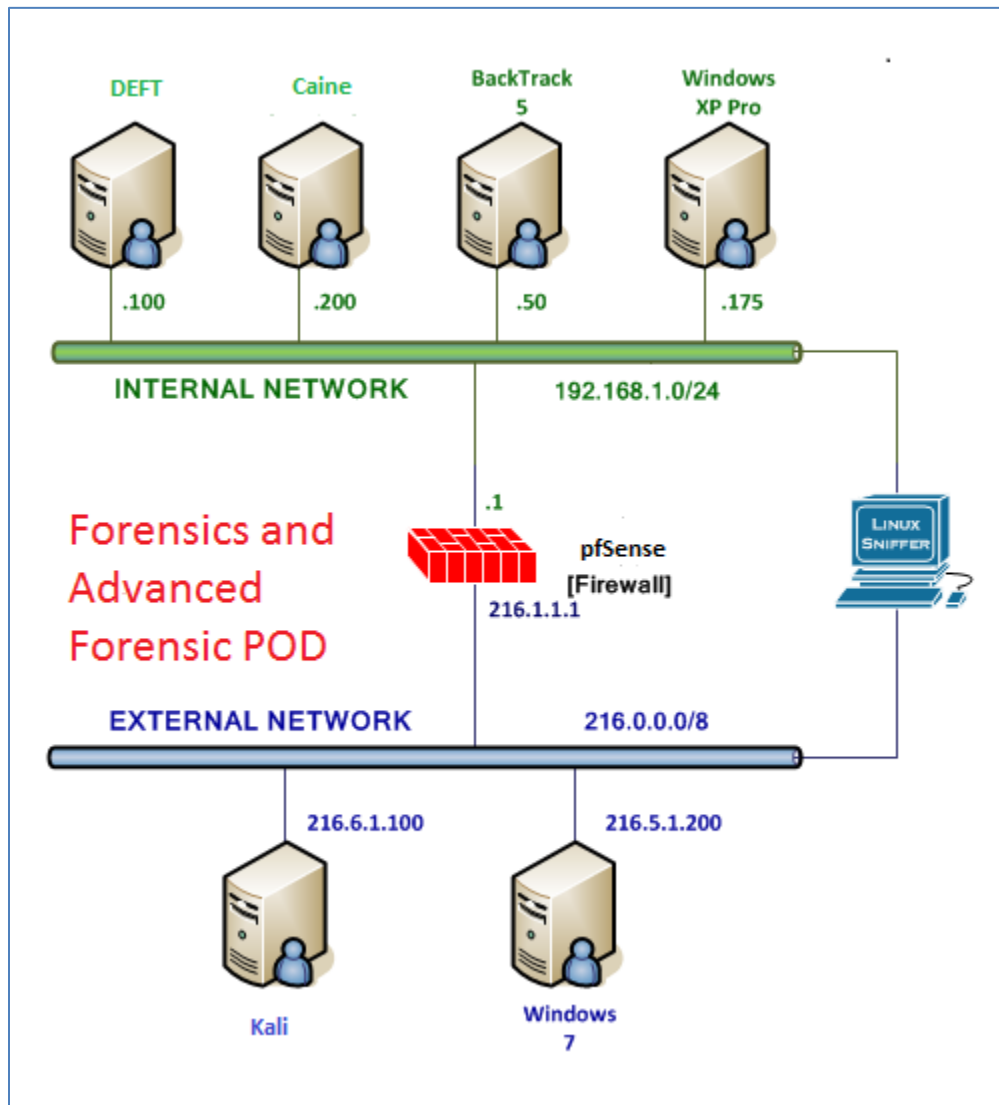 DEFT
Caine
BackTrack
5
Windows
XP Pro
.100
.200
.50
.175
INTERNAL NETWORK
192.168.1.0/24
.1
Forensics and
Advanced
Forensic POD
pfSense
[Firewall]
LINUX
SNIFFER
216.1.1.1
EXTERNAL NETWORK
216.0.0.0/8
216.6.1.100
216.5.1.200
Kali
Windows
7